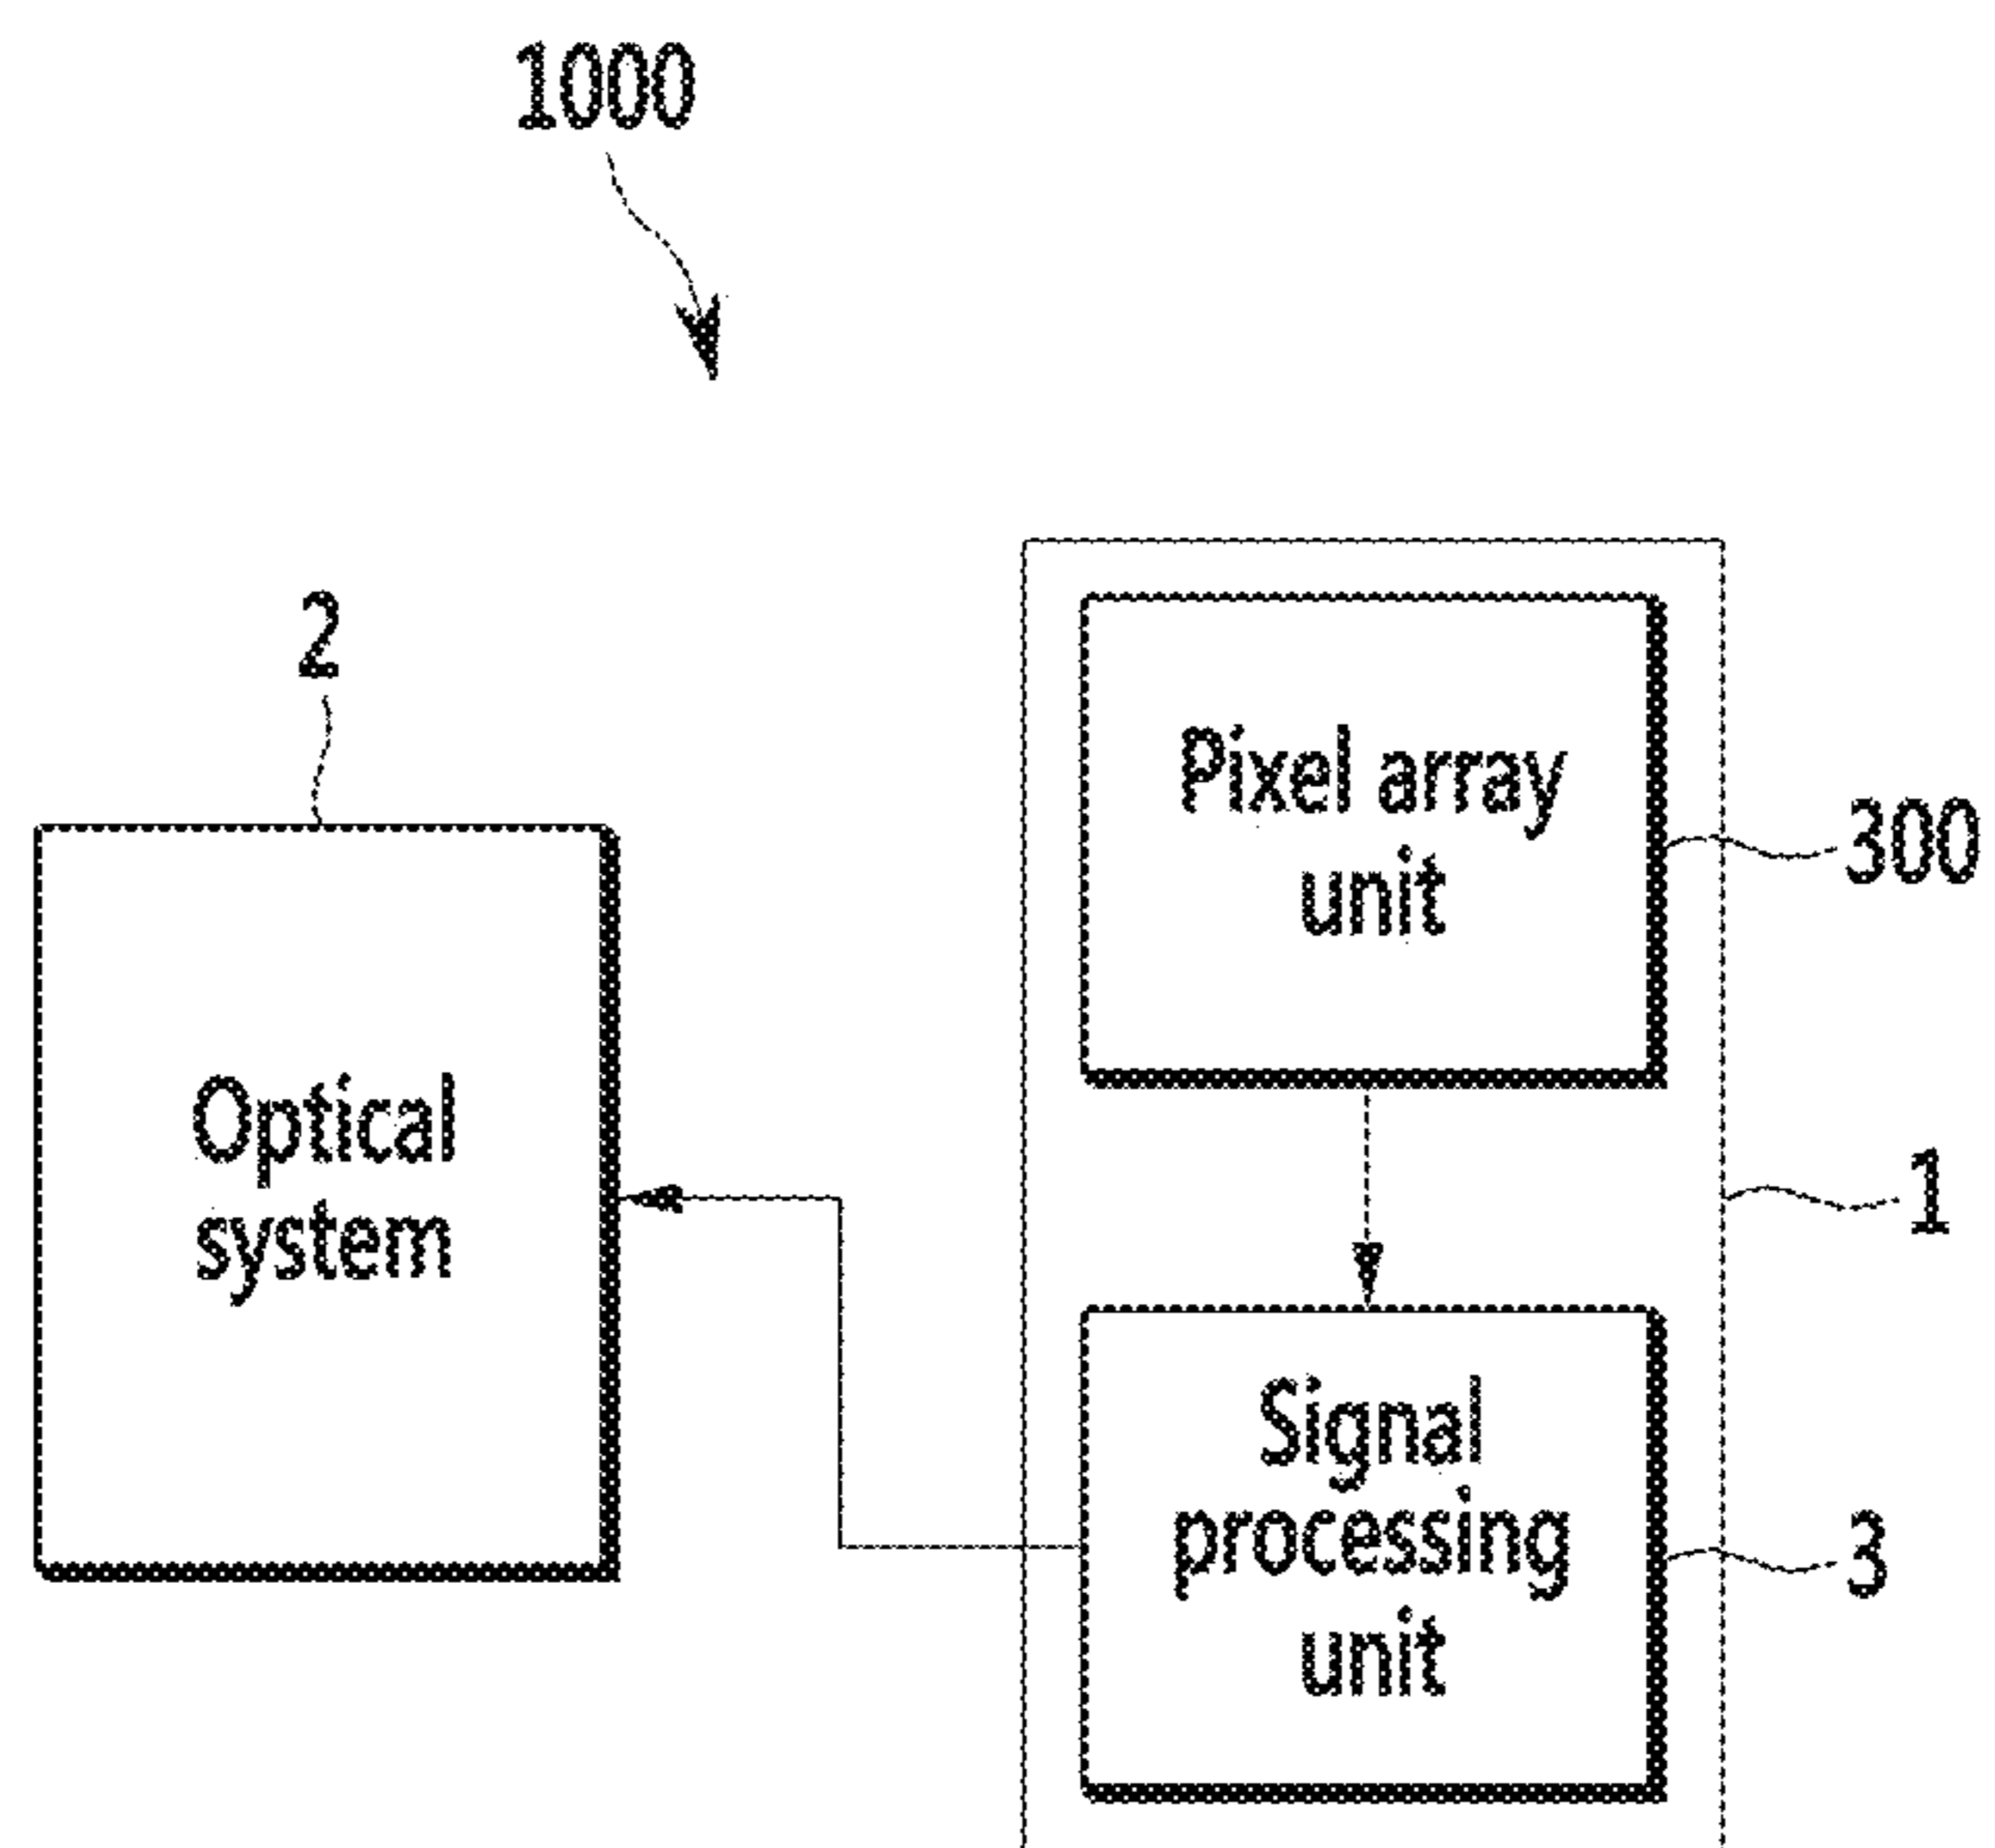 1000
2
Pixel array
unit
300
Optical
system
1
Signal
processing
unit
3